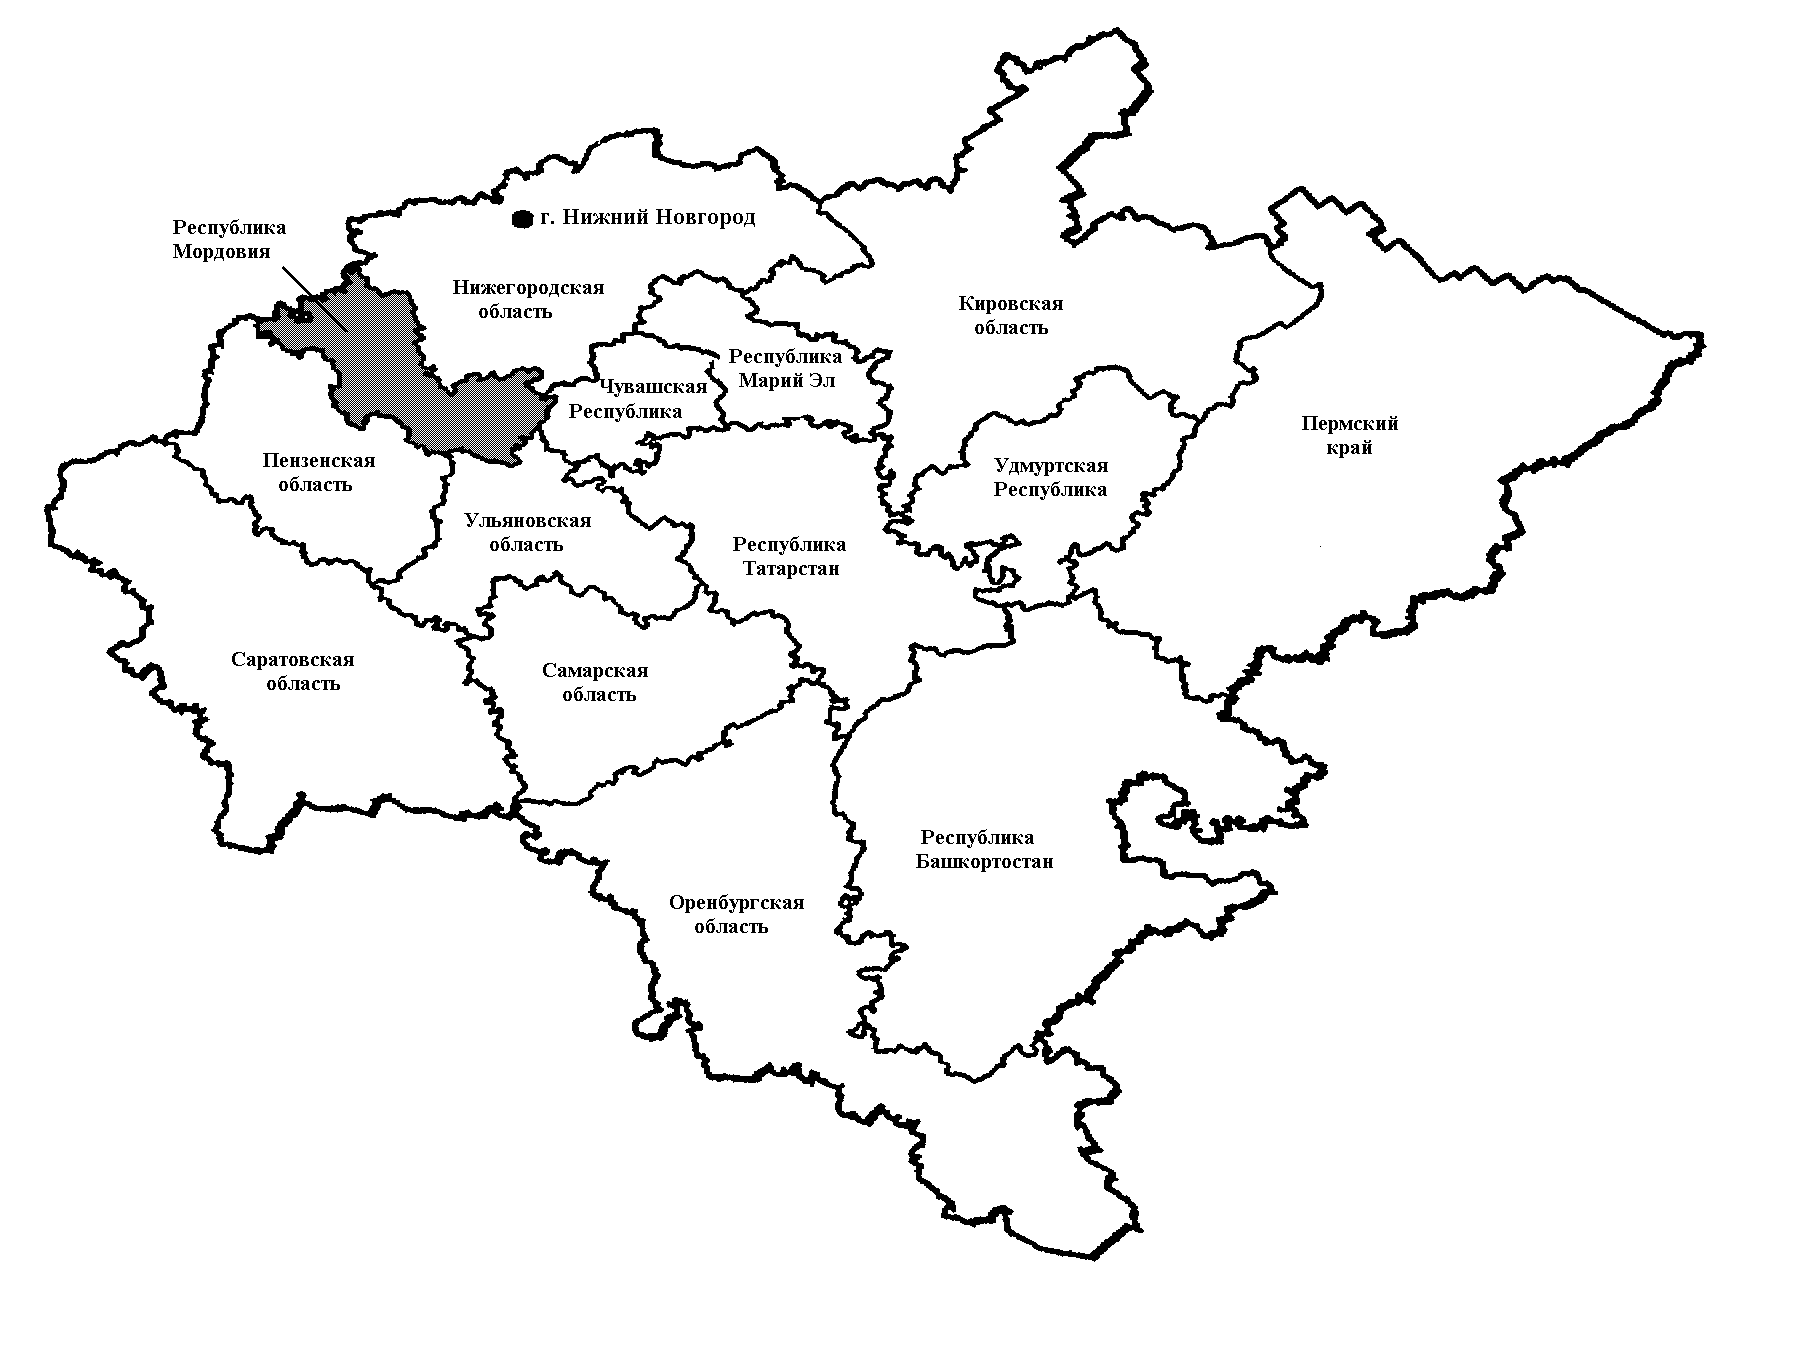 г. Нижний Новгород
Республика
Мордовия
Нижегородская
область
Кировская
область
Республика
Марий Эл
Чувашская
Республика
Пермский
край
Пензенская
область
Удмуртская
Республика
Ульяновская
область
Республика
Татарстан
Саратовская
область
Самарская
область
Республика
Башкортостан
Оренбургская
область